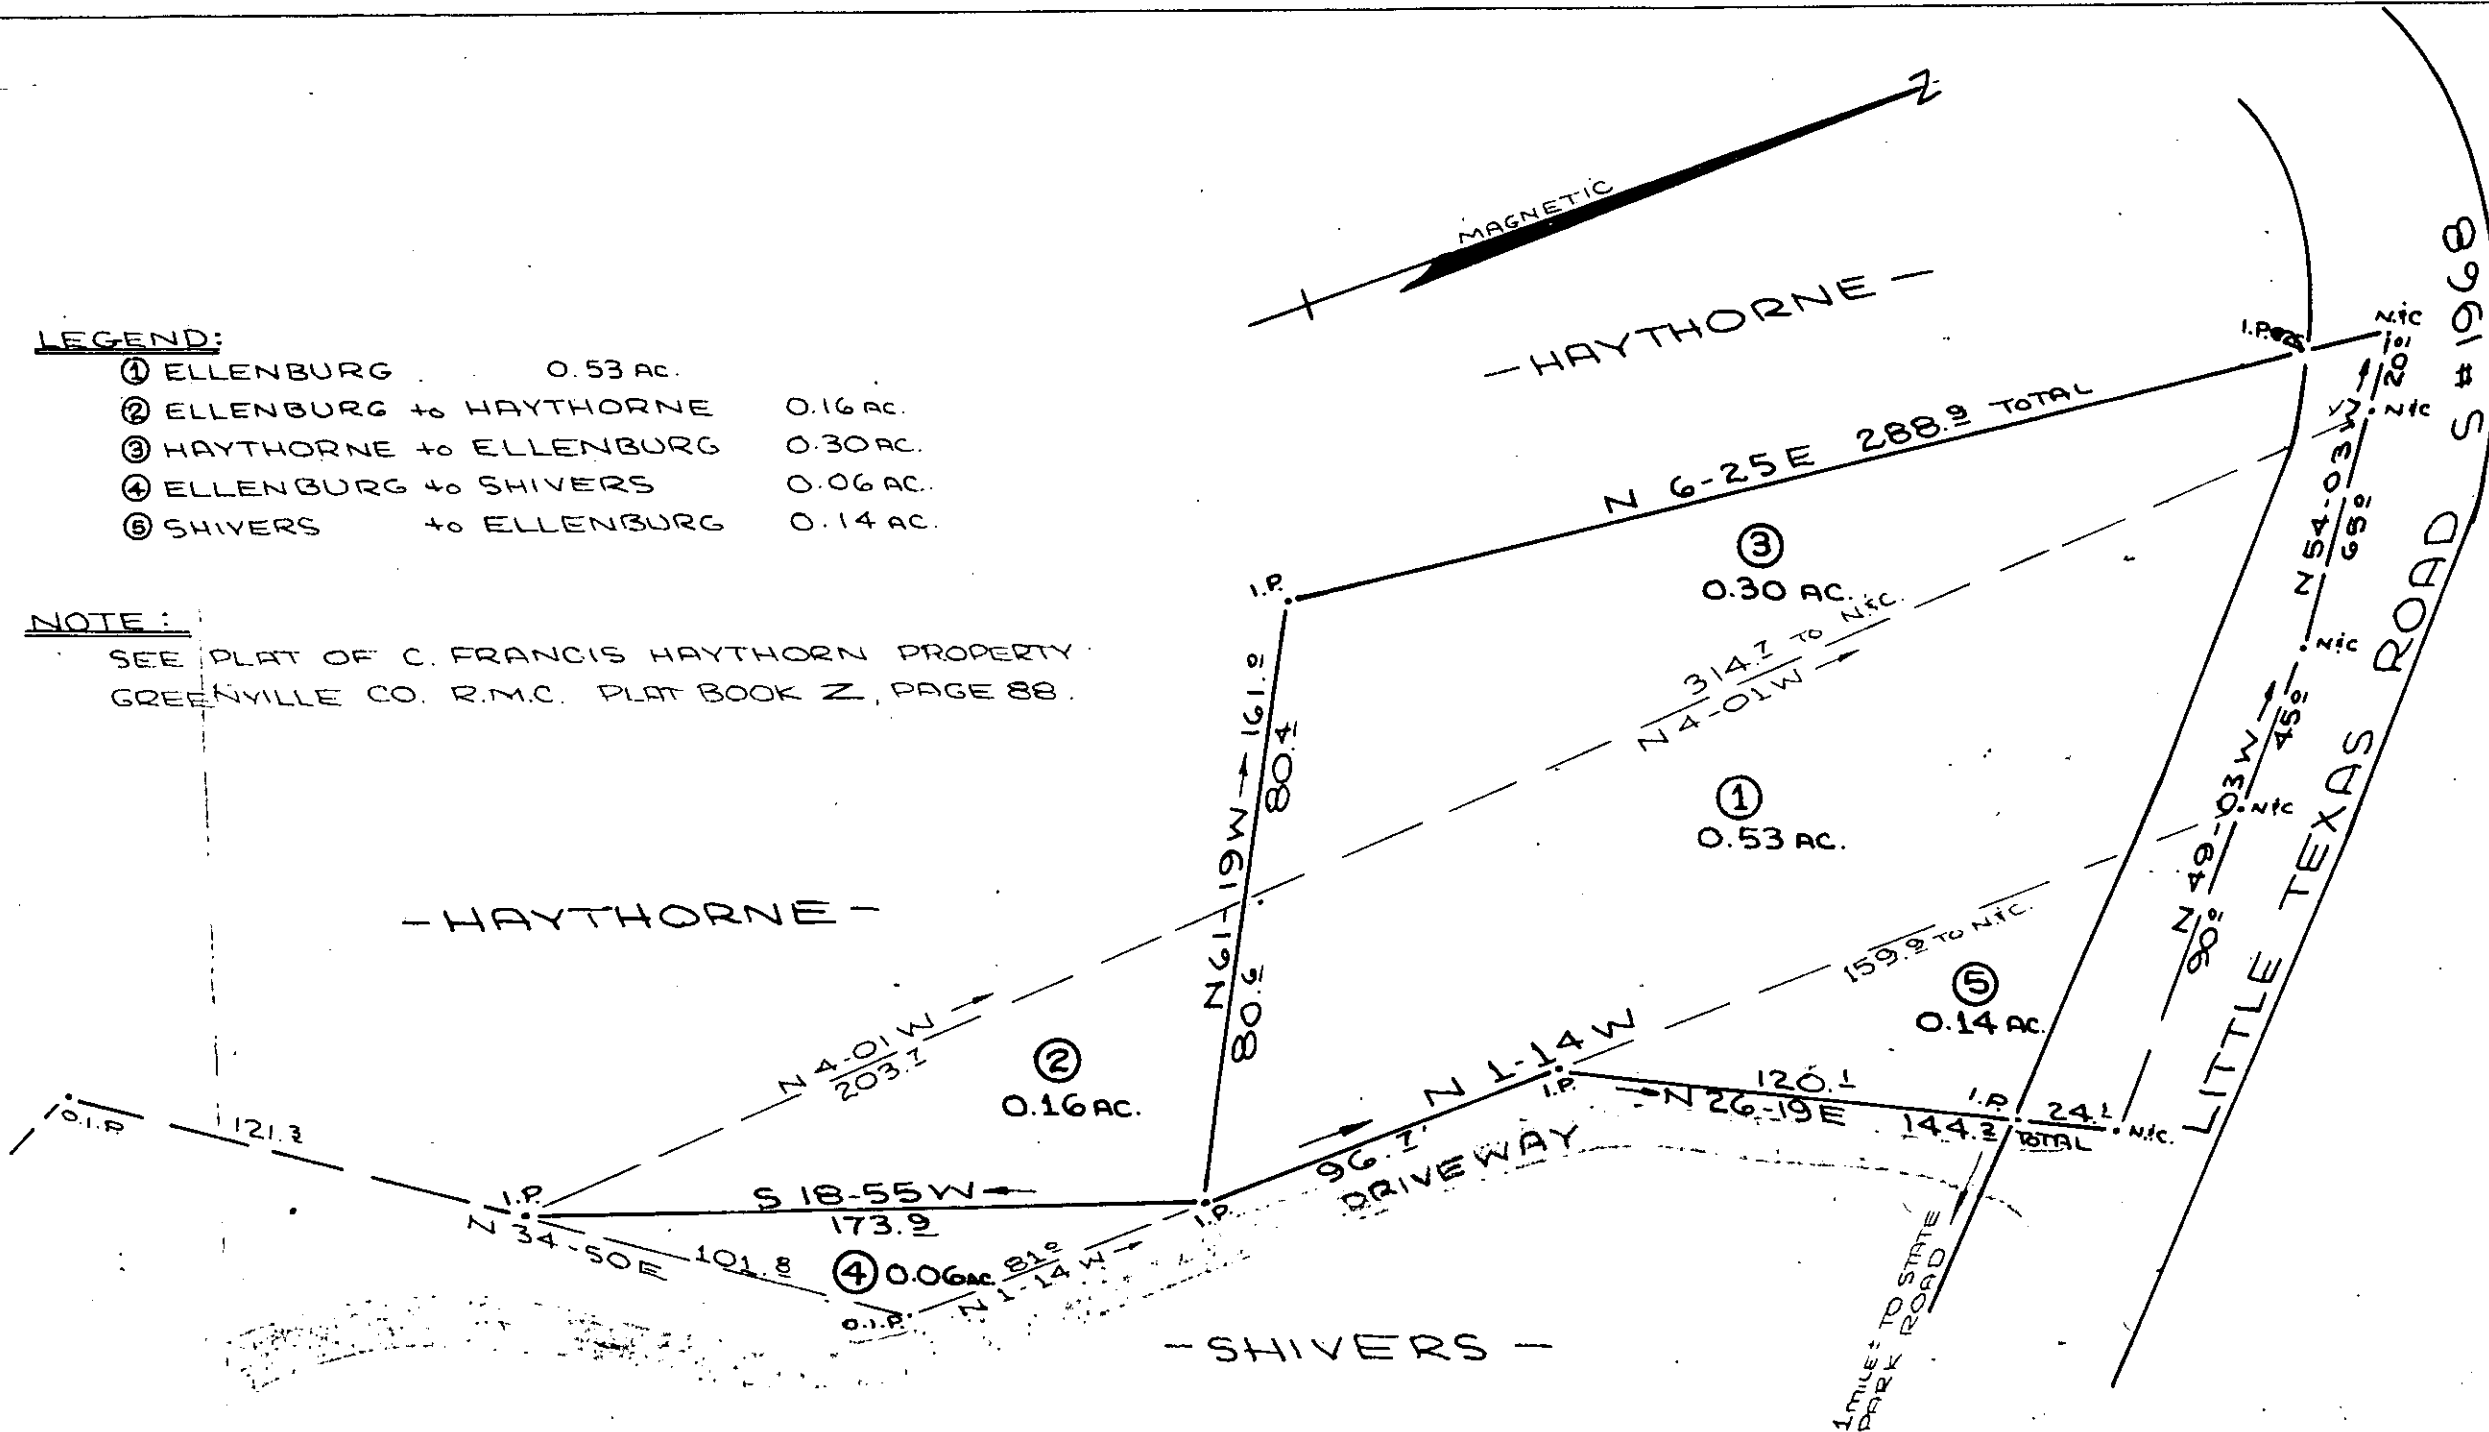 MAGNETIC
N
LEGEND:
① ELLENBURG 0.53 AC.
② ELLENBURG to HAYTHORNE 0.16 AC.
③ HAYTHORNE to ELLENBURG 0.30 AC.
④ ELLENBURG to SHIVERS 0.06 AC.
⑤ SHIVERS to ELLENBURG 0.14 AC.
NOTE:
SEE PLAT OF C. FRANCIS HAYTHORN PROPERTY
GREENVILLE CO. R.M.C. PLAT BOOK Z, PAGE 88.
- HAYTHORNE -
I.P.
N&C
20.0
N&C
N 6-25 E 288.9 TOTAL
③
0.30 AC.
I.P.
314.7 TO N&C.
N 4-01 W
N 54-03 W
65.0
N&C
N 61-19 W 161.0
80.4
80.6
①
0.53 AC.
N 49-03 W
45.0
N&C
90.0
LITTLE TEXAS ROAD S # 1968
- HAYTHORNE -
159.9 TO N&C.
⑤
0.14 AC.
N 4-01 W
203.7
②
0.16 AC.
N 1-14 W
96.7'
I.P.
120.1
N 26-19 E
144.2 TOTAL
I.P.
24.1
N&C.
O.I.P.
121.3
I.P.
S 18-55 W
173.9
I.P.
DRIVEWAY
N 34-50 E
101.8
④ 0.06 AC.
81.0
N 1-14 W
O.I.P.
- SHIVERS -
1 MILE± TO STATE
PARK ROAD